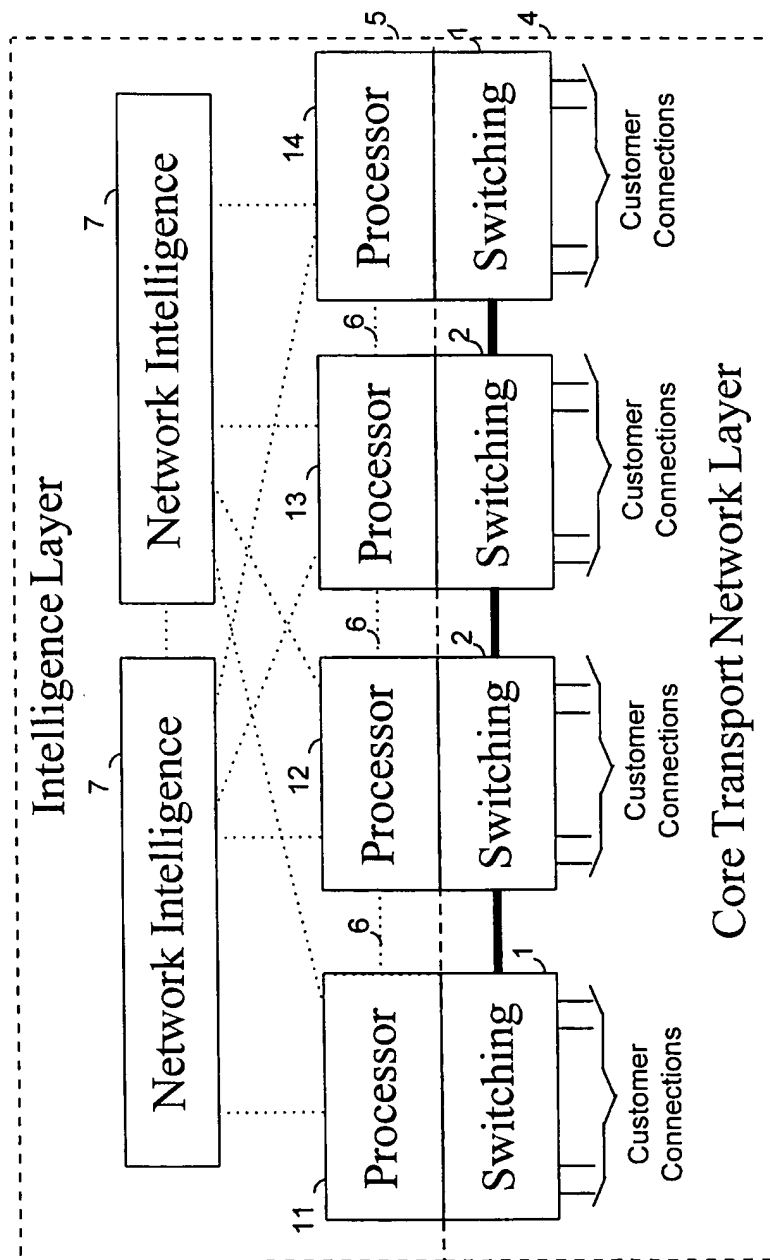 Intelligence Layer
7
7
Network Intelligence
Network Intelligence
11
12
13
14
5
Processor
6
Processor
6
Processor
6
Processor
1
2
2
1
Switching
Switching
Switching
Switching
4
Customer
Connections
Customer
Connections
Customer
Connections
Customer
Connections
Core Transport Network Layer